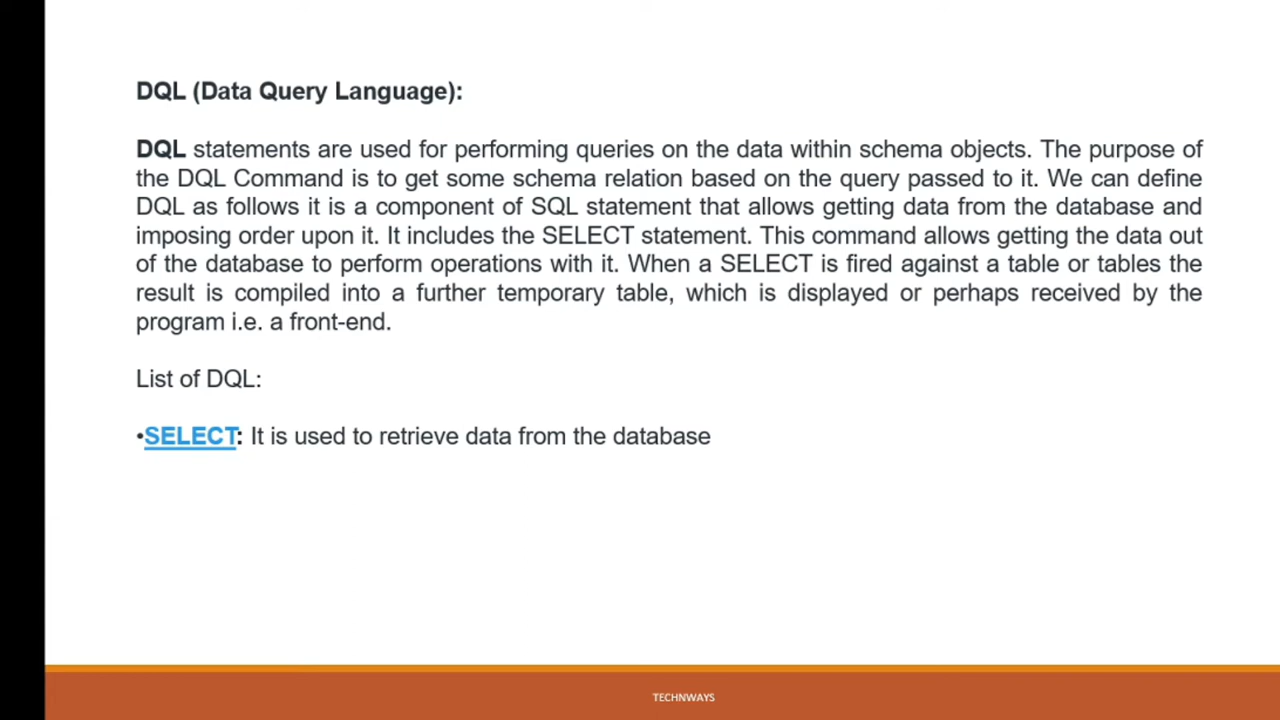 DQL (Data Query Language):
DQL statements are used for performing queries on the data within schema objects. The purpose of
the DQL Command is to get some schema relation based on the query passed to it. We can define
DQL as follows it is a component of SQL statement that allows getting data from the database and
imposing order upon it. It includes the SELECT statement. This command allows getting the data out
of the database to perform operations with it. When a SELECT is fired against a table or tables the
result is compiled into a further temporary table, which is displayed or perhaps received by the
program i.e. a front-end.
List of DQL:
•SELECT: It is used to retrieve data from the database
TECHNWAYS